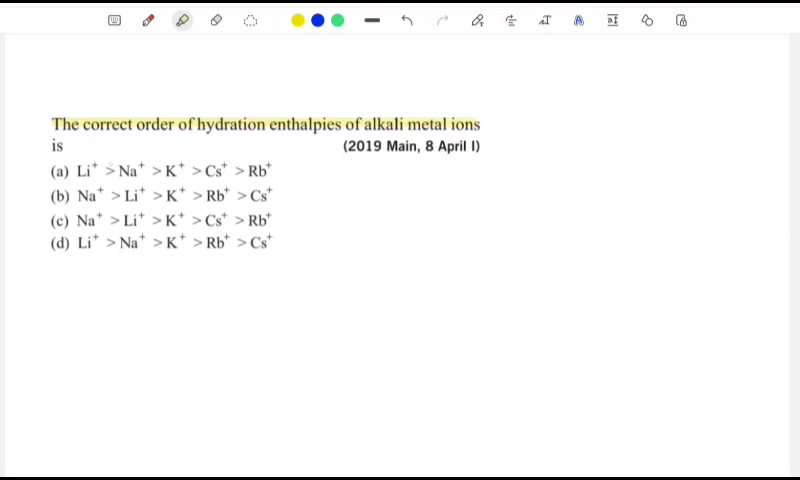 The correct order of hydration enthalpies of alkali metal ions
is (2019 Main, 8 April I)
(a) Li⁺ > Na⁺ > K⁺ > Cs⁺ > Rb⁺
(b) Na⁺ > Li⁺ > K⁺ > Rb⁺ > Cs⁺
(c) Na⁺ > Li⁺ > K⁺ > Cs⁺ > Rb⁺
(d) Li⁺ > Na⁺ > K⁺ > Rb⁺ > Cs⁺